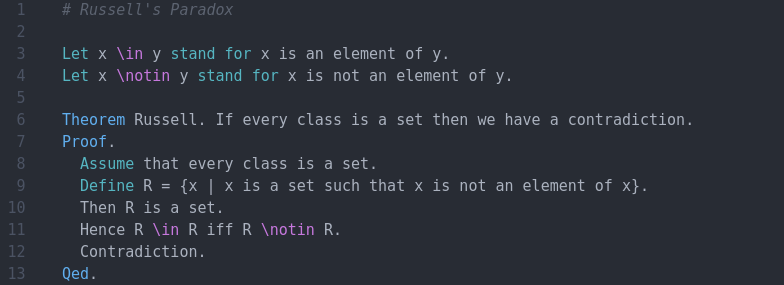 1 # Russell's Paradox
2
3 Let x \in y stand for x is an element of y.
4 Let x \notin y stand for x is not an element of y.
5
6 Theorem Russell. If every class is a set then we have a contradiction.
7 Proof.
8 Assume that every class is a set.
9 Define R = {x | x is a set such that x is not an element of x}.
10 Then R is a set.
11 Hence R \in R iff R \notin R.
12 Contradiction.
13 Qed.